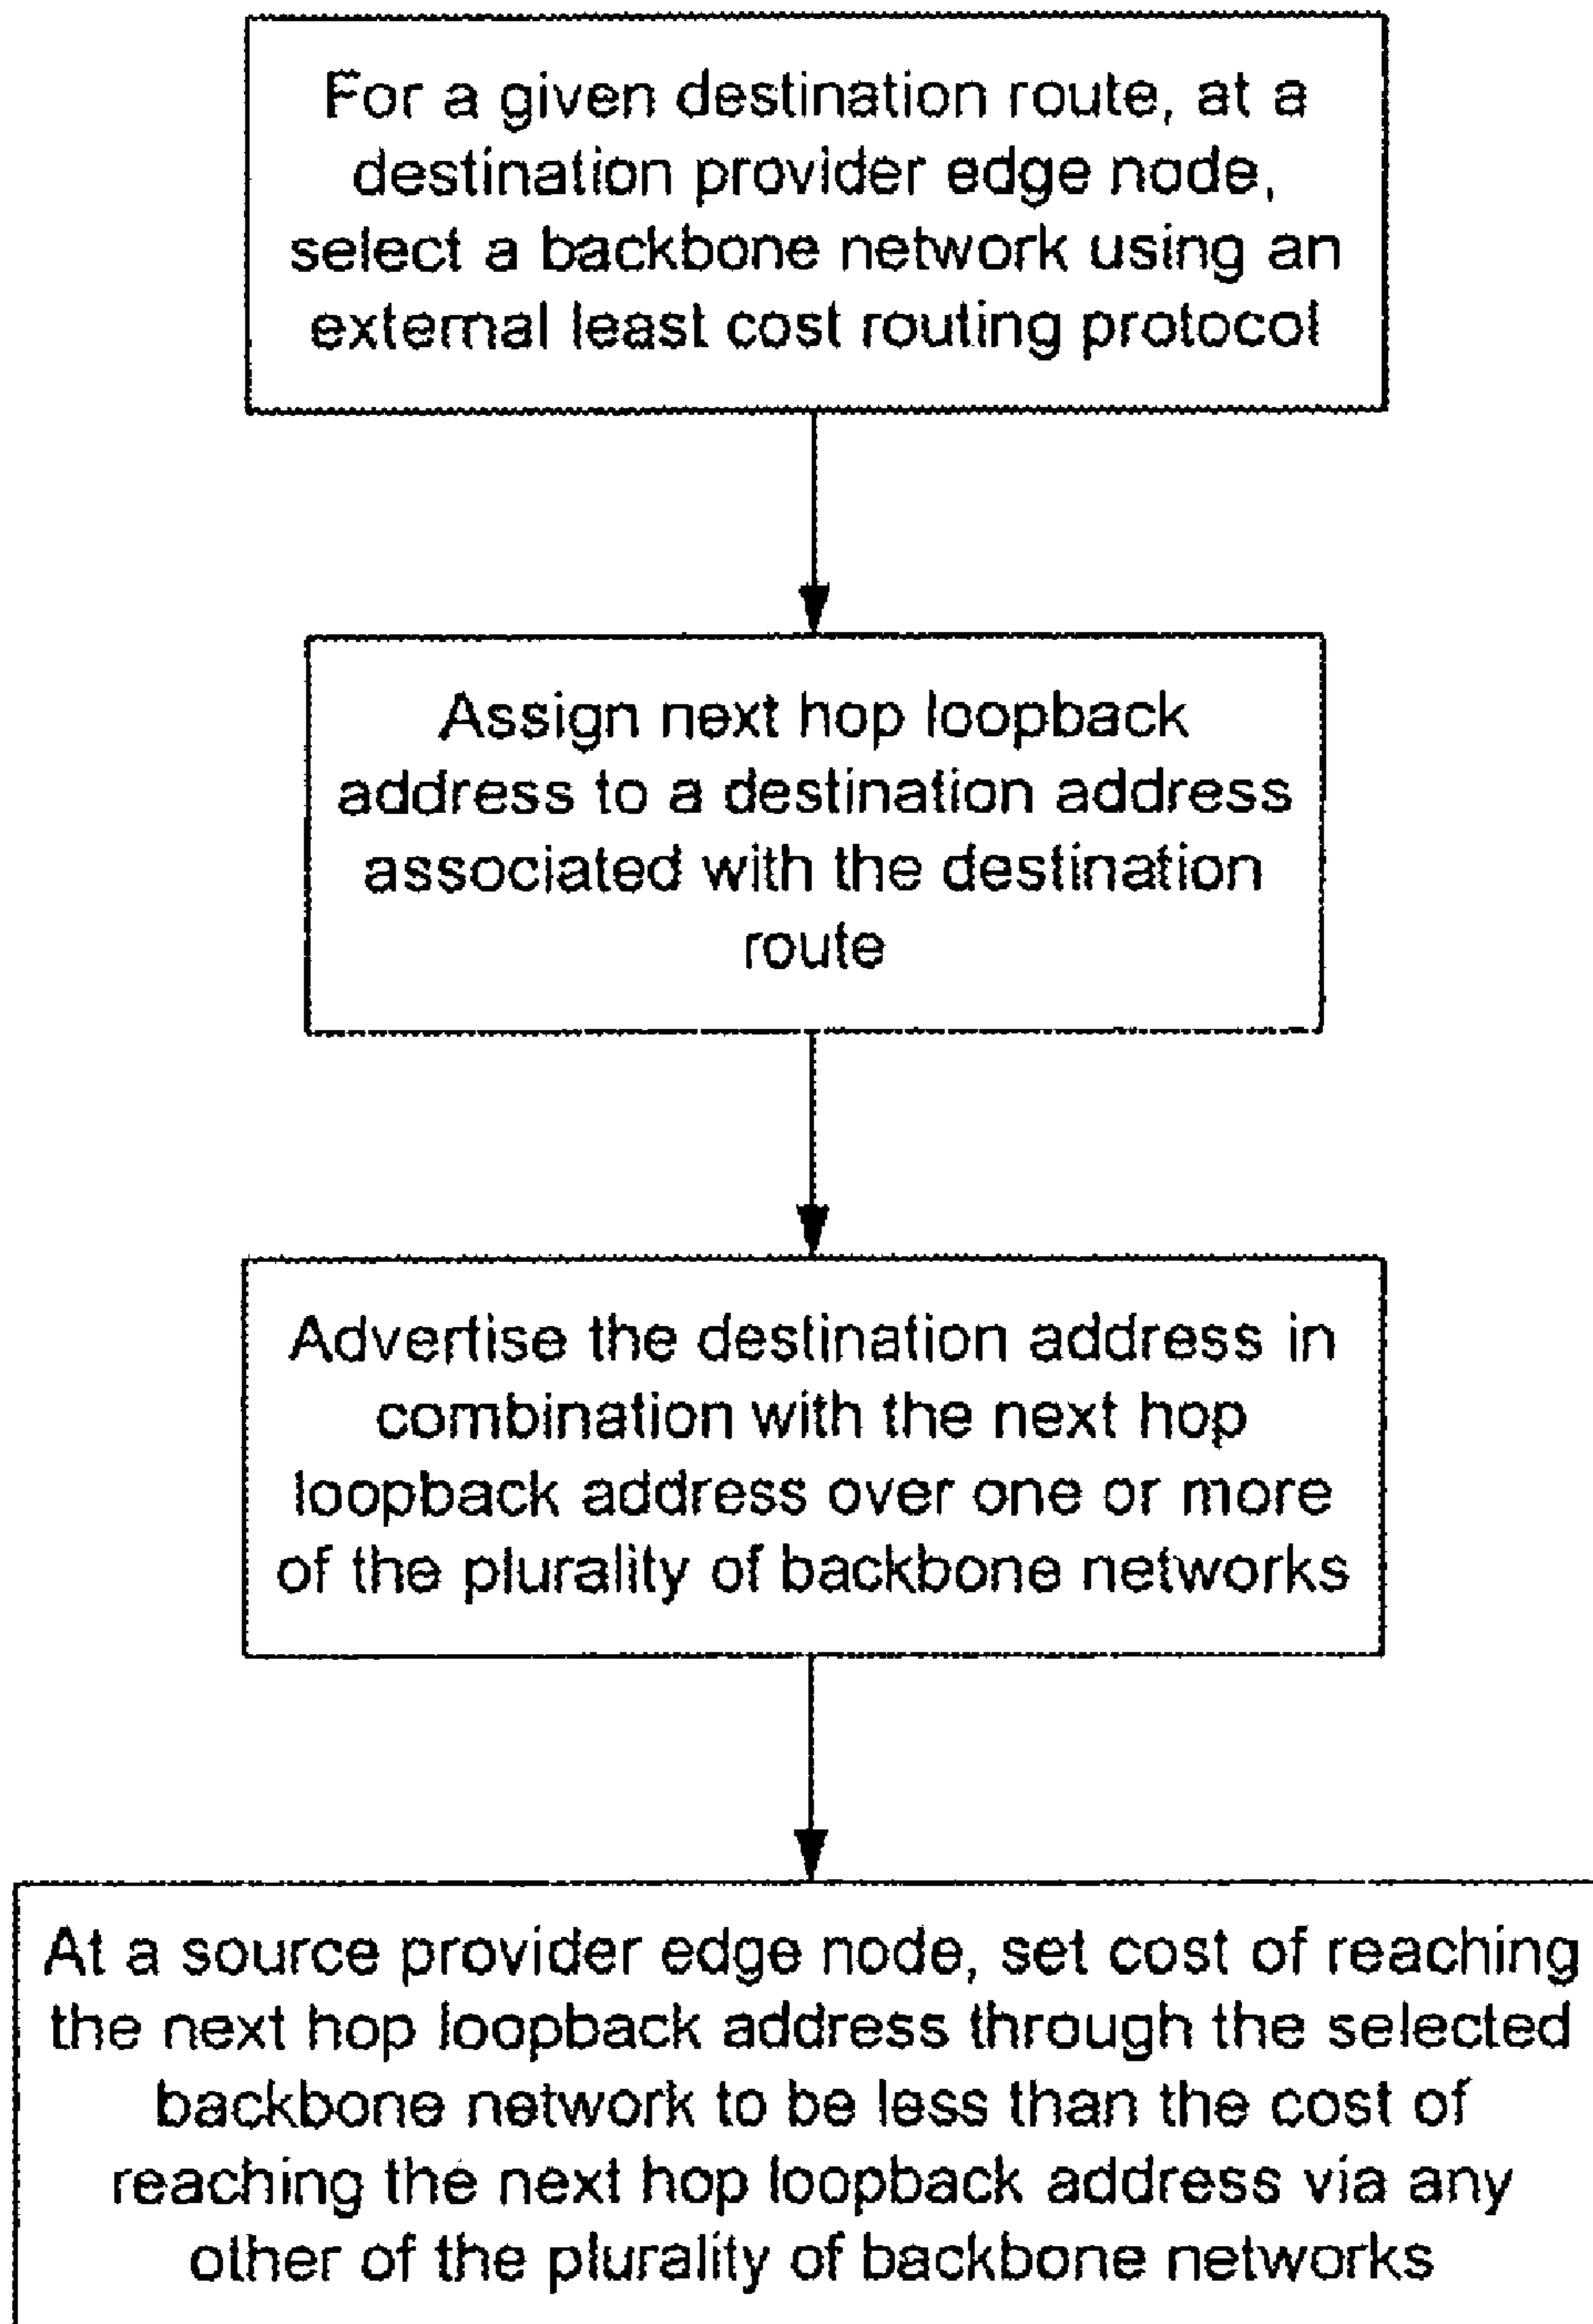 For a given destination route, at a
destination provider edge node,
select a backbone network using an
external least cost routing protocol
Assign next hop loopback
address to a destination address
associated with the destination
route
Advertise the destination address in
combination with the next hop
loopback address over one or more
of the plurality of backbone networks
At a source provider edge node, set cost of reaching
the next hop loopback address through the selected
backbone network to be less than the cost of
reaching the next hop loopback address via any
other of the plurality of backbone networks